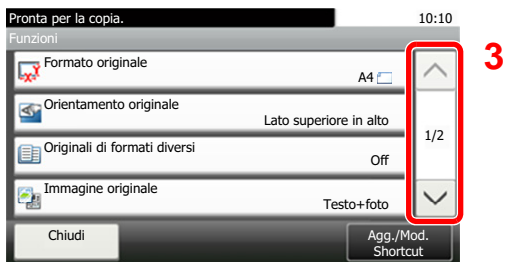 Pronta per la copia. 10:10
Funzioni
Formato originale
A4
Orientamento originale
Lato superiore in alto
Originali di formati diversi
Off
Immagine originale
Testo+foto
1/2
3
Chiudi
Agg./Mod.
Shortcut